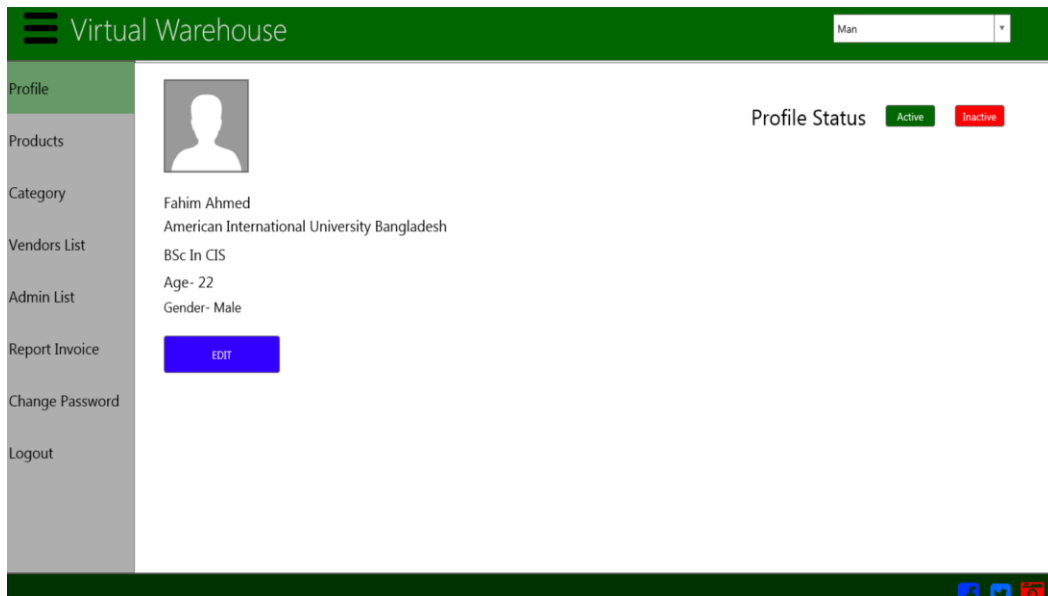 Virtual Warehouse
Man
Profile
Products
Category
Vendors List
Admin List
Report Invoice
Change Password
Logout
Profile Status
Active
Inactive
Fahim Ahmed
American International University Bangladesh
BSc In CIS
Age- 22
Gender- Male
EDIT